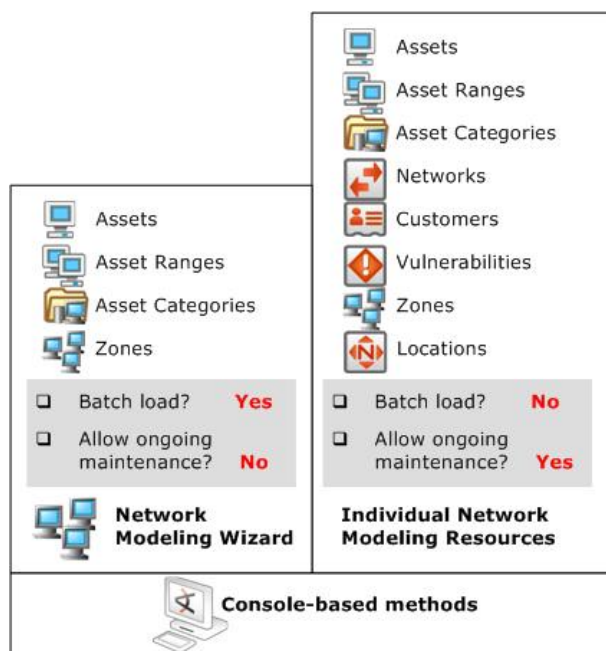 Assets
Asset Ranges
Asset Categories
Zones
❑ Batch load? Yes
❑ Allow ongoing
maintenance? No
Network
Modeling Wizard
Assets
Asset Ranges
Asset Categories
Networks
Customers
Vulnerabilities
Zones
N
Locations
❑ Batch load? No
❑ Allow ongoing
maintenance? Yes
Individual Network
Modeling Resources
Console-based methods